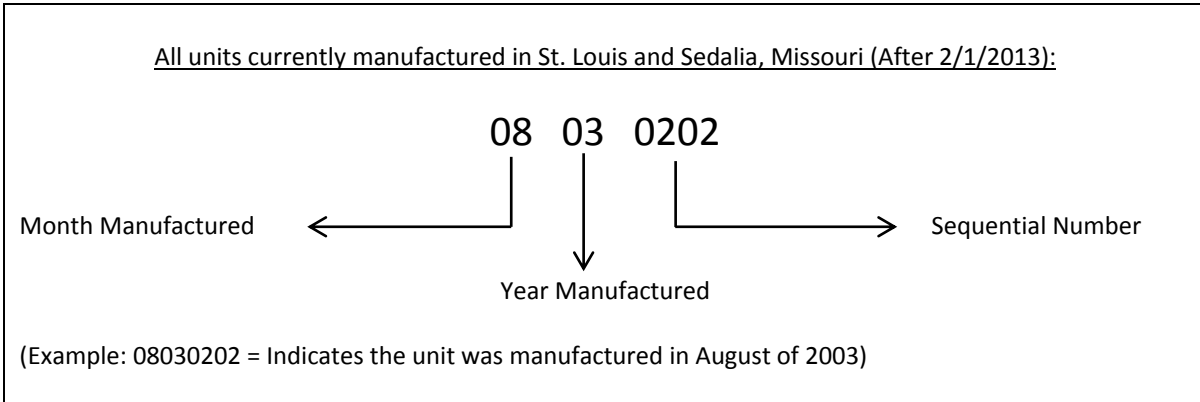 All units currently manufactured in St. Louis and Sedalia, Missouri (After 2/1/2013):
08 03 0202
Month Manufactured
Sequential Number
Year Manufactured
(Example: 08030202 = Indicates the unit was manufactured in August of 2003)